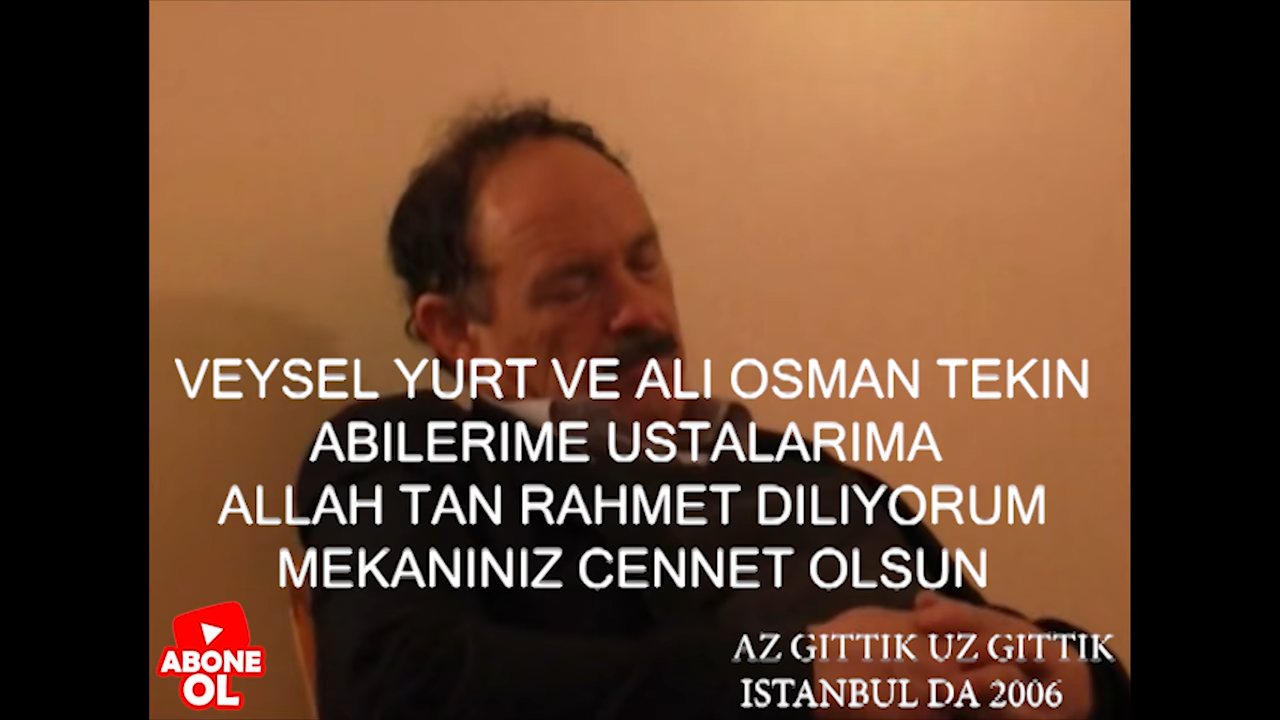 VEYSEL YURT VE ALI OSMAN TEKIN
ABILERIME USTALARIMA
ALLAH TAN RAHMET DILIYORUM
MEKANINIZ CENNET OLSUN
AZ GITTIK UZ GITTIK
ISTANBUL DA 2006
ABONE
OL